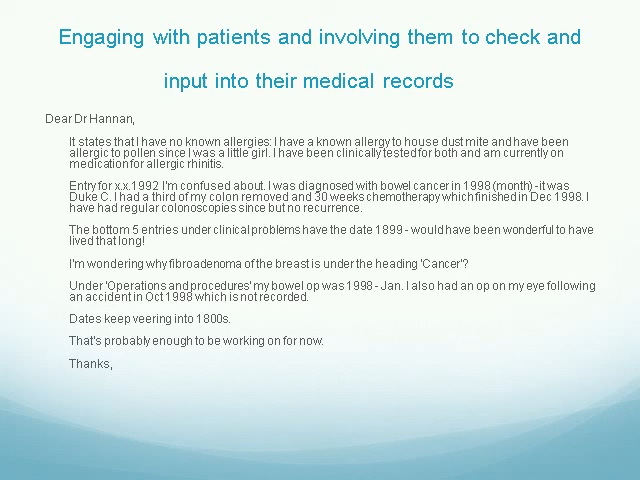 Engaging with patients and involving them to check and
input into their medical records
Dear Dr Hannan,
It states that I have no known allergies: I have a known allergy to house dust mite and have been
allergic to pollen since I was a little girl. I have been clinically tested for both and am currently on
medication for allergic rhinitis.
Entry for x.x.1992 I'm confused about. I was diagnosed with bowel cancer in 1998 (month) -it was
Duke C. I had a third of my colon removed and 30 weeks chemotherapy which finished in Dec 1998. I
have had regular colonoscopies since but no recurrence.
The bottom 5 entries under clinical problems have the date 1899 - would have been wonderful to have
lived that long!
I'm wondering why fibroadenoma of the breast is under the heading 'Cancer'?
Under 'Operations and procedures' my bowel op was 1998 - Jan. I also had an op on my eye following
an accident in Oct 1998 which is not recorded.
Dates keep veering into 1800s.
That's probably enough to be working on for now.
Thanks,